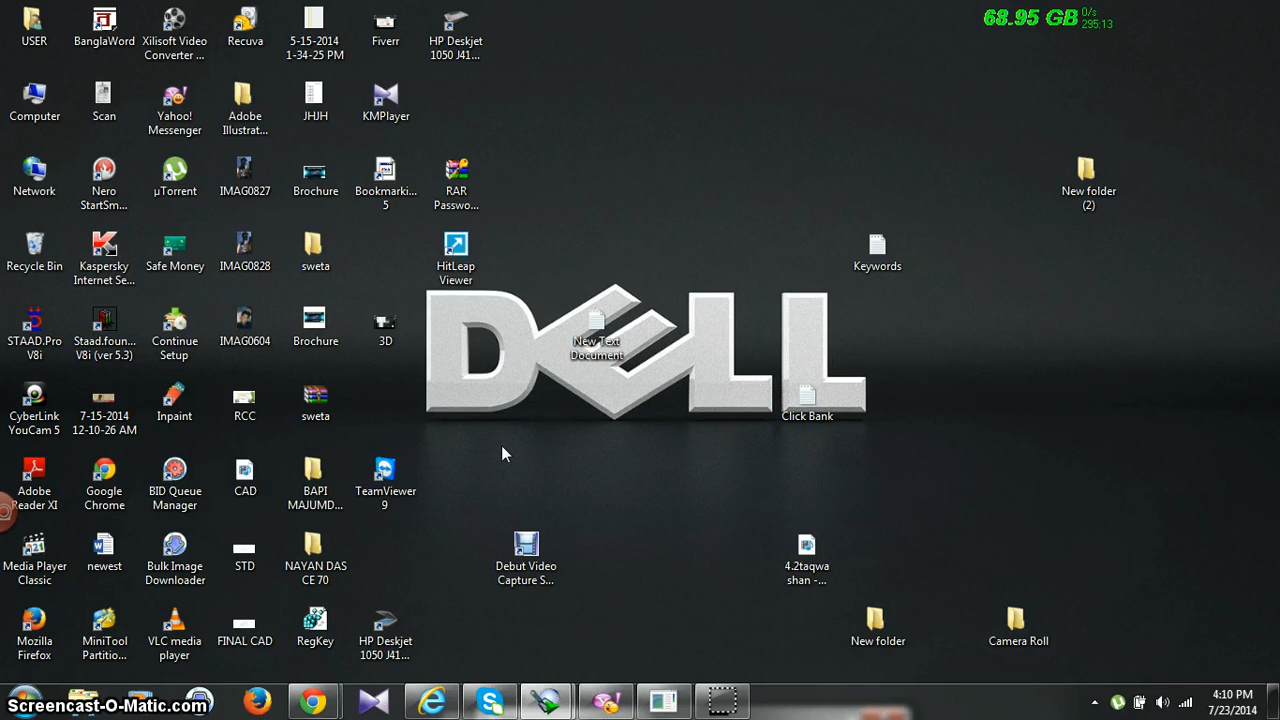 68.95 GB
0/s
295:13
USER
BanglaWord
Xilisoft Video
Converter ...
Recuva
5-15-2014
1-34-25 PM
Fiverr
HP Deskjet
1050 J41...
Computer
Scan
Yahoo!
Messenger
Adobe
Illustrat...
JHJH
KMPlayer
Network
Nero
StartSm...
µTorrent
IMAG0827
Brochure
Bookmarki...
5
RAR
Passwo...
New folder
(2)
Recycle Bin
Kaspersky
Internet Se...
Safe Money
IMAG0828
sweta
HitLeap
Viewer
Keywords
DELL
STAAD.Pro
V8i
Staad.foun...
V8i (ver 5.3)
Continue
Setup
IMAG0604
Brochure
3D
New Text
Document
CyberLink
YouCam 5
7-15-2014
12-10-26 AM
Inpaint
RCC
sweta
Click Bank
Adobe
Reader XI
Google
Chrome
BID Queue
Manager
CAD
BAPI
MAJUMD...
TeamViewer
9
Media Player
Classic
newest
Bulk Image
Downloader
STD
NAYAN DAS
CE 70
Debut Video
Capture S...
4.2taqwa
shan -...
Mozilla
Firefox
MiniTool
Partitio...
VLC media
player
FINAL CAD
RegKey
HP Deskjet
1050 J41...
New folder
Camera Roll
Screencast-O-Matic.com
4:10 PM
7/23/2014